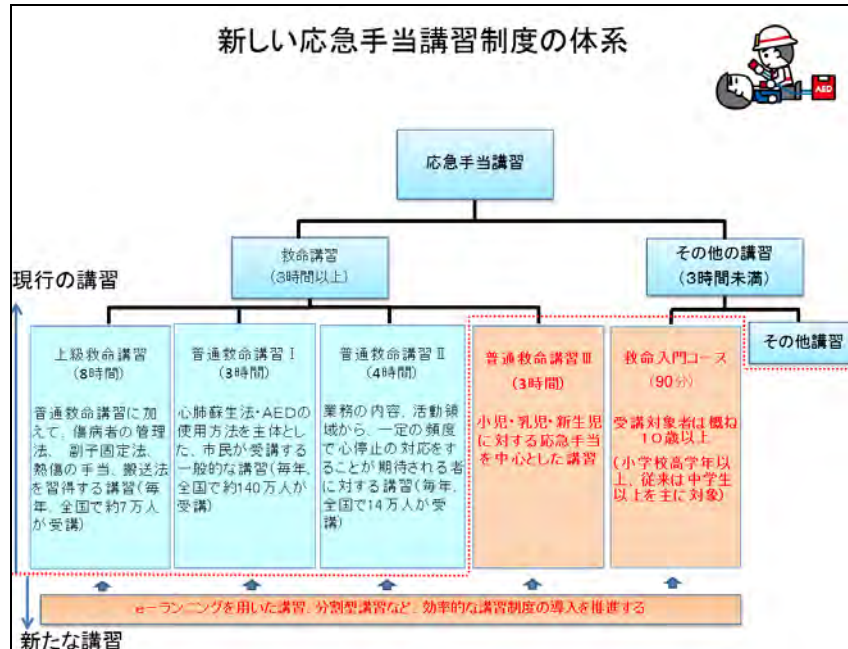 新しい応急手当講習制度の体系
AED
応急手当講習
救命講習
(3時間以上)
その他の講習
(3時間未満)
現行の講習
その他講習
上級救命講習
(8時間)
普通救命講習に加
えて、傷病者の管理
法、副子固定法、
熱傷の手当、搬送法
を習得する講習(毎
年、全国で約7万人
が受講)
普通救命講習Ⅰ
(3時間)
心肺蘇生法・AEDの
使用方法を主体とし
た、市民が受講する
一般的な講習(毎年、
全国で約140万人が
受講)
普通救命講習Ⅱ
(4時間)
業務の内容、活動領
域から、一定の頻度
で心停止の対応をす
ることが期待される者
に対する講習(毎年、
全国で14万人が受
講)
普通救命講習Ⅲ
(3時間)
小児・乳児・新生児
に対する応急手当
を中心とした講習
救命入門コース
(90分)
受講対象者は概ね
10歳以上
(小学校高学年以
上、従来は中学生
以上を主に対象)
e-ランニングを用いた講習、分割型講習など、効率的な講習制度の導入を推進する
新たな講習